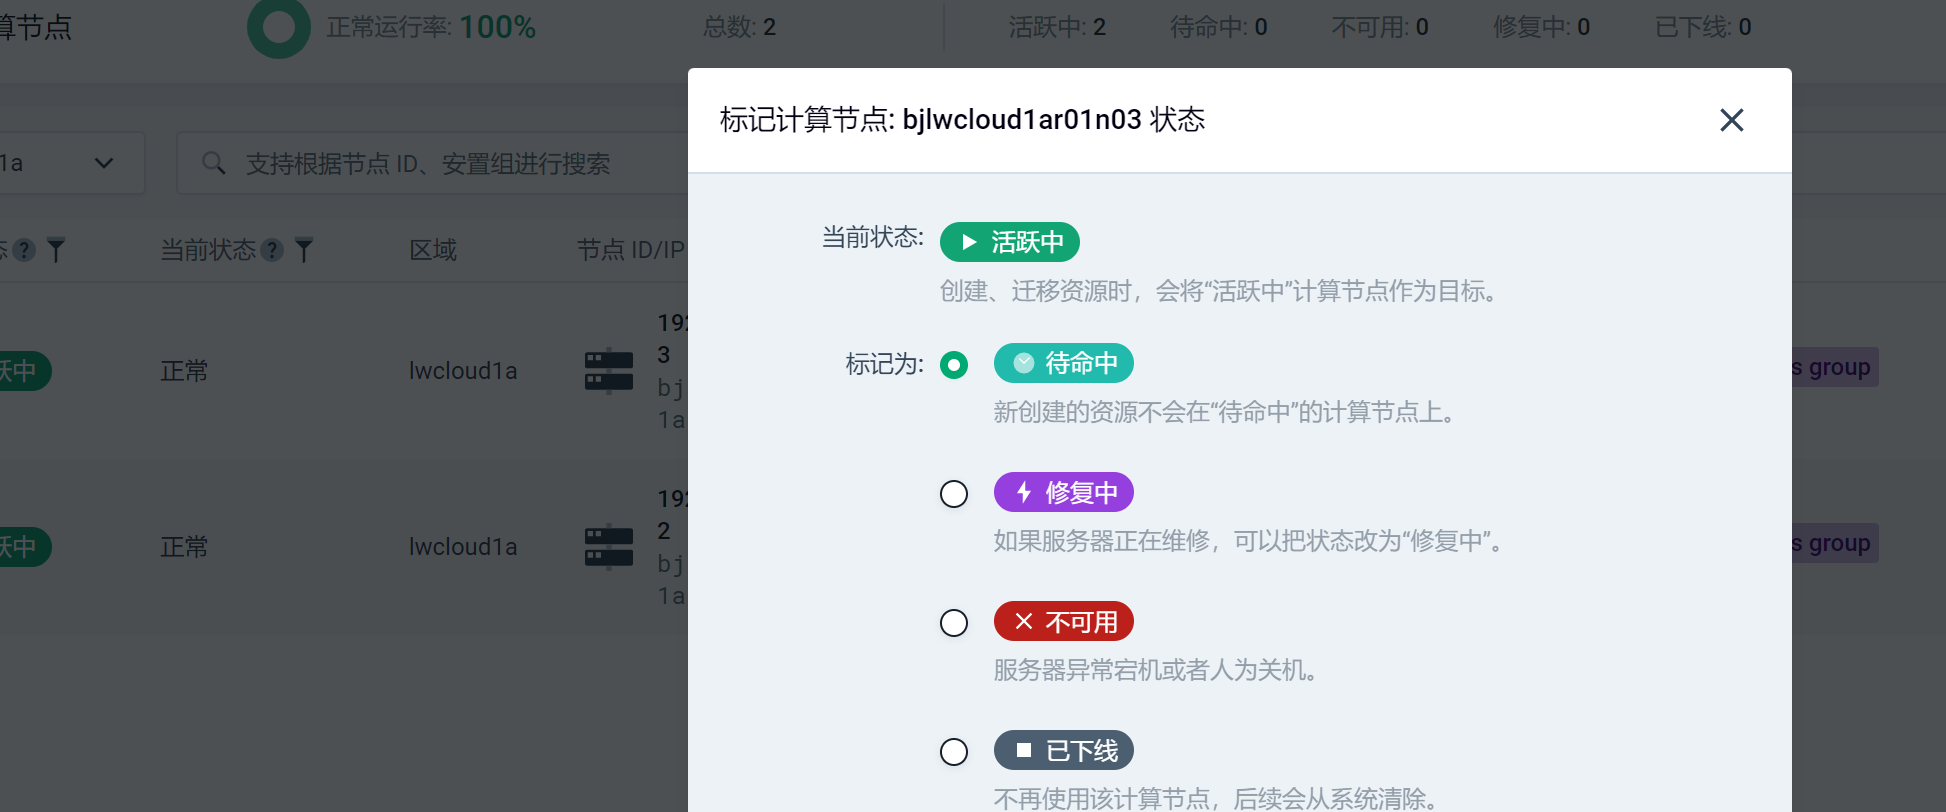 算节点
正常运行率: 100%
总数: 2
活跃中: 2
待命中: 0
不可用: 0
修复中: 0
已下线: 0
1a
支持根据节点 ID、安置组进行搜索
态
当前状态
区域
节点 ID/IP
跃中
正常
lwcloud1a
192
3
bj
1a
s group
跃中
正常
lwcloud1a
192
2
bj
1a
s group
标记计算节点: bjlwcloud1ar01n03 状态
当前状态: 活跃中
创建、迁移资源时，会将“活跃中”计算节点作为目标。
标记为: 待命中
新创建的资源不会在“待命中”的计算节点上。
修复中
如果服务器正在维修，可以把状态改为“修复中”。
不可用
服务器异常宕机或者人为关机。
已下线
不再使用该计算节点，后续会从系统清除。